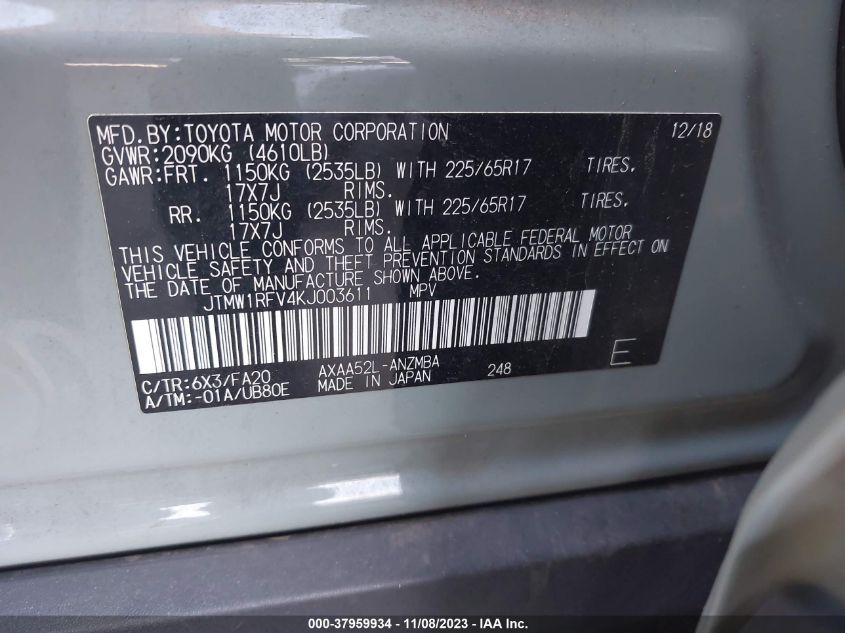 MFD.BY:TOYOTA MOTOR CORPORATION 12/18
GVWR:2090KG (4610LB)
GAWR:FRT. 1150KG (2535LB) WITH 225/65R17 TIRES.
17X7J RIMS.
RR. 1150KG (2535LB) WITH 225/65R17 TIRES.
17X7J RIMS.
THIS VEHICLE CONFORMS TO ALL APPLICABLE FEDERAL MOTOR
VEHICLE SAFETY AND THEFT PREVENTION STANDARDS IN EFFECT ON
THE DATE OF MANUFACTURE SHOWN ABOVE.
JTMW1RFV4KJ003611 MPV
C/TR:6X3/FA20 AXAA52L-ANZMBA 248 E
A/TM:-01A/UB80E MADE IN JAPAN
000-37959934 - 11/08/2023 - IAAI.com